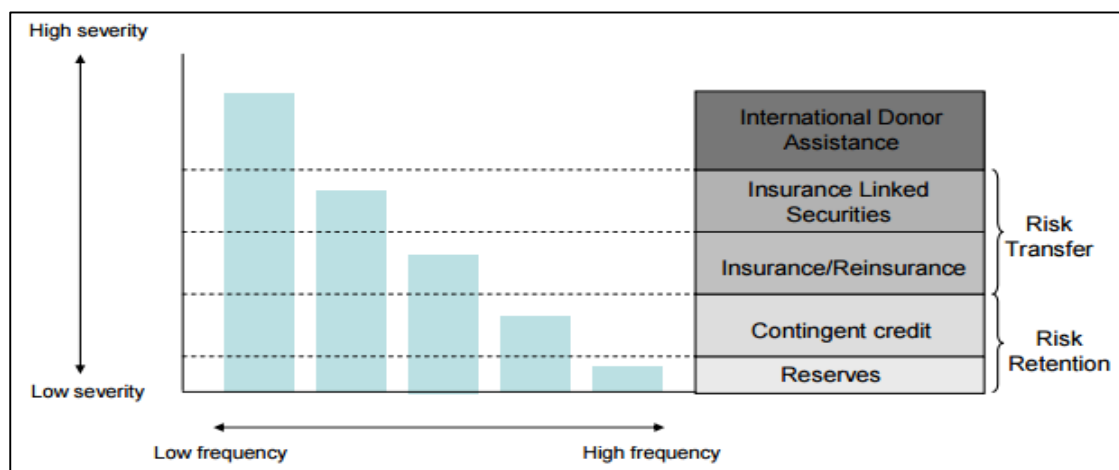 High severity
Low severity
Low frequency
High frequency
International Donor
Assistance
Insurance Linked
Securities
Insurance/Reinsurance
Contingent credit
Reserves
Risk
Transfer
Risk
Retention